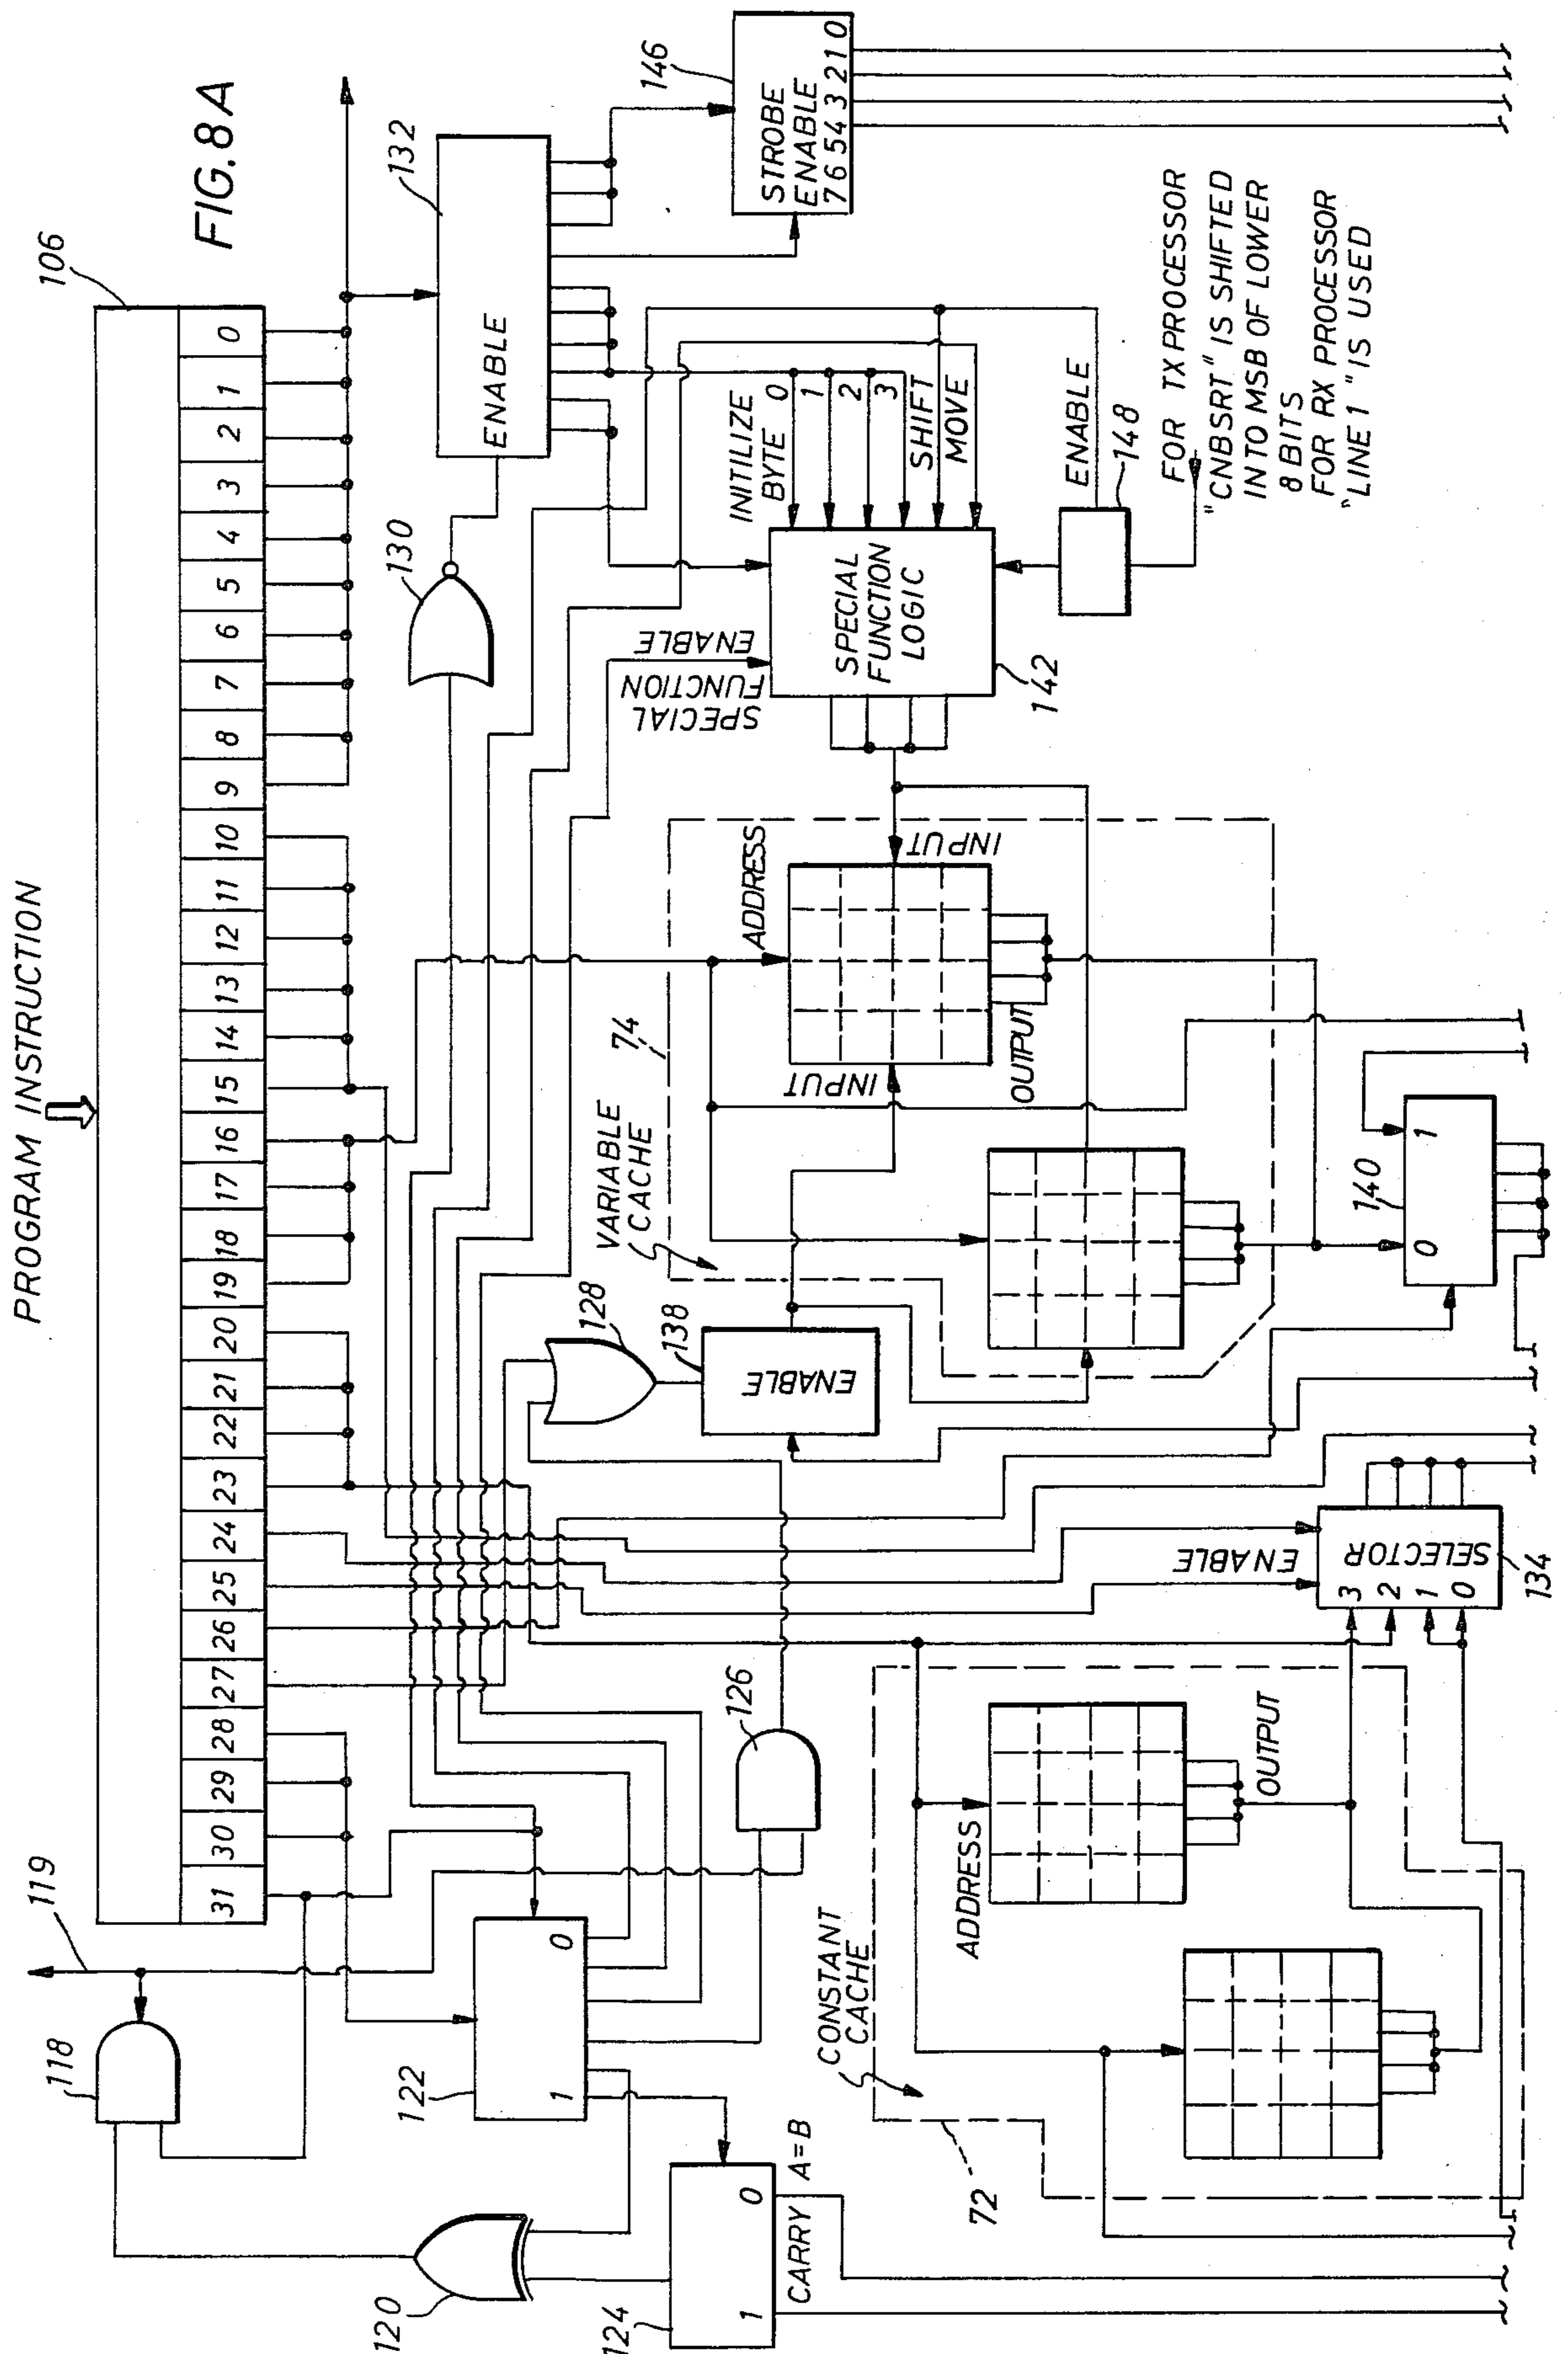 FIG. 8A
PROGRAM INSTRUCTION
106
31 30 29 28 27 26 25 24 23 22 21 20 19 18 17 16 15 14 13 12 11 10 9 8 7 6 5 4 3 2 1 0
119
118
120
122
1 0
124
1 0
CARRY A=B
126
128
130
132
ENABLE
138
ENABLE
146
STROBE
ENABLE
7 6 5 4 3 2 1 0
INITILIZE
BYTE 0
1
2
3
SHIFT
MOVE
SPECIAL
FUNCTION
ENABLE
SPECIAL
FUNCTION
LOGIC
142
ENABLE
148
FOR TX PROCESSOR
"CNBSRT" IS SHIFTED
IN TO MSB OF LOWER
8 BITS
FOR RX PROCESSOR
"LINE 1" IS USED
VARIABLE
CACHE
74
ADDRESS
INPUT
INPUT
OUTPUT
140
0 1
CONSTANT
CACHE
72
ADDRESS
OUTPUT
ENABLE
SELECTOR
3
2
1
0
134